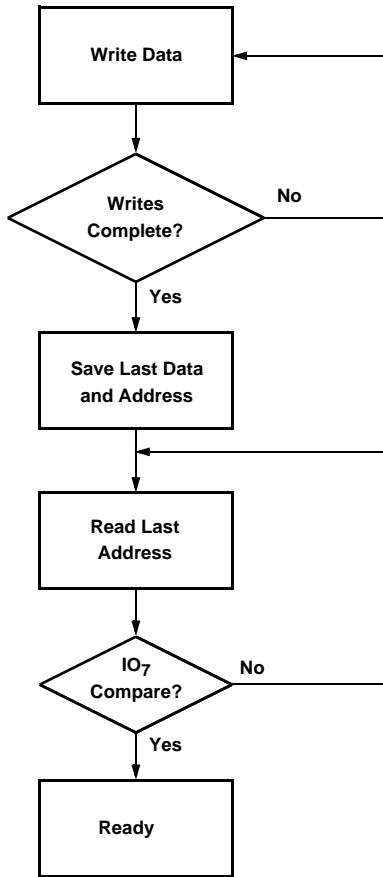 Write Data
Writes
Complete?
No
Yes
Save Last Data
and Address
Read Last
Address
IO7
Compare?
No
Yes
Ready